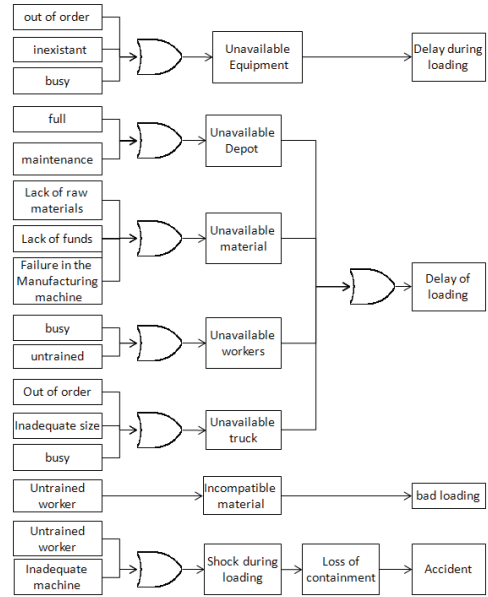 out of order
inexistant
busy
Unavailable
Equipment
Delay during
loading
full
maintenance
Unavailable
Depot
Lack of raw
materials
Lack of funds
Failure in the
Manufacturing
machine
Unavailable
material
Delay of
loading
busy
untrained
Unavailable
workers
Out of order
Inadequate size
busy
Unavailable
truck
Untrained
worker
Incompatible
material
bad loading
Untrained
worker
Inadequate
machine
Shock during
loading
Loss of
containment
Accident